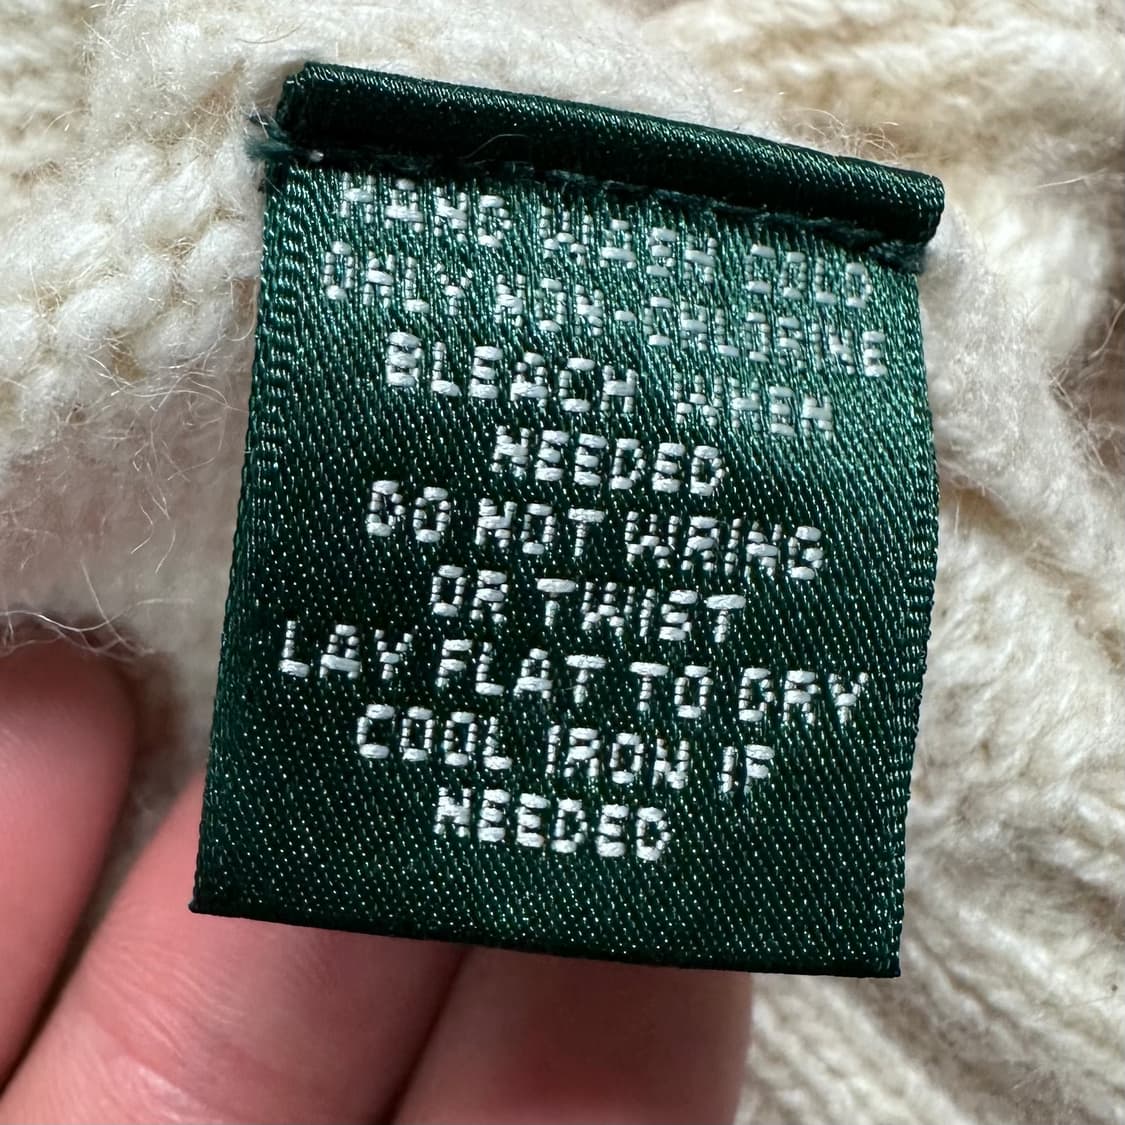 HAND WASH COLD
ONLY NON-CHLORINE
BLEACH WHEN
NEEDED
DO NOT WRING
OR TWIST
LAY FLAT TO DRY
COOL IRON IF
NEEDED